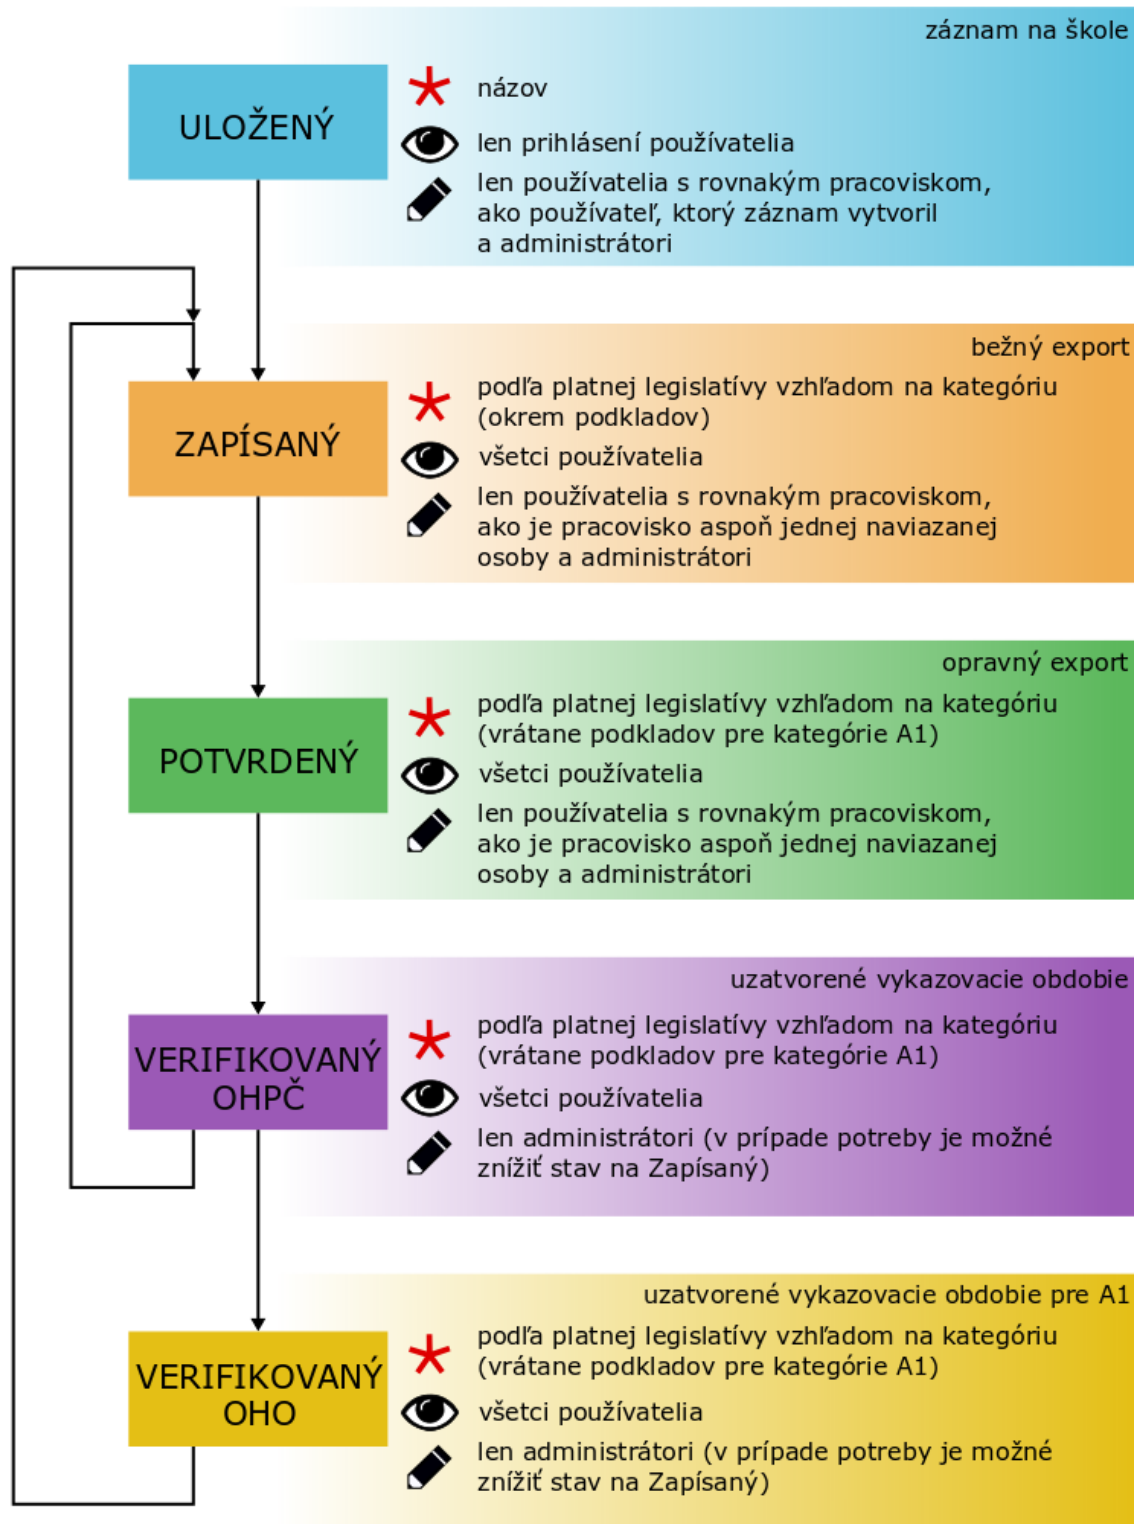 záznam na škole
ULOŽENÝ
názov
len prihlásení používatelia
len používatelia s rovnakým pracoviskom,
ako používateľ, ktorý záznam vytvoril
a administrátori
bežný export
ZAPÍSANÝ
podľa platnej legislatívy vzhľadom na kategóriu
(okrem podkladov)
všetci používatelia
len používatelia s rovnakým pracoviskom,
ako je pracovisko aspoň jednej naviazanej
osoby a administrátori
opravný export
POTVRDENÝ
podľa platnej legislatívy vzhľadom na kategóriu
(vrátane podkladov pre kategórie A1)
všetci používatelia
len používatelia s rovnakým pracoviskom,
ako je pracovisko aspoň jednej naviazanej
osoby a administrátori
uzatvorené vykazovacie obdobie
VERIFIKOVANÝ
OHPČ
podľa platnej legislatívy vzhľadom na kategóriu
(vrátane podkladov pre kategórie A1)
všetci používatelia
len administrátori (v prípade potreby je možné
znížiť stav na Zapísaný)
uzatvorené vykazovacie obdobie pre A1
VERIFIKOVANÝ
OHO
podľa platnej legislatívy vzhľadom na kategóriu
(vrátane podkladov pre kategórie A1)
všetci používatelia
len administrátori (v prípade potreby je možné
znížiť stav na Zapísaný)